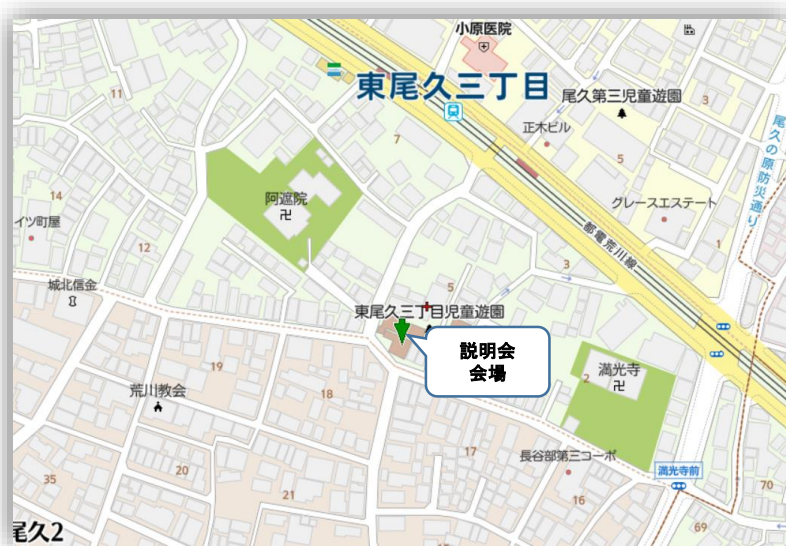 小原医院
東尾久三丁目
尾久第三児童遊園
3
11
正木ビル
尾久の原防災通り
7
5
14
阿遮院
グレースエステート
イツ町屋
12
都電荒川線
1
3
城北信金
5
東尾久三丁目児童遊園
説明会
会場
2
満光寺
19
荒川教会
18
17
長谷部第三コーポ
満光寺前
20
35
21
16
70
69
尾久2